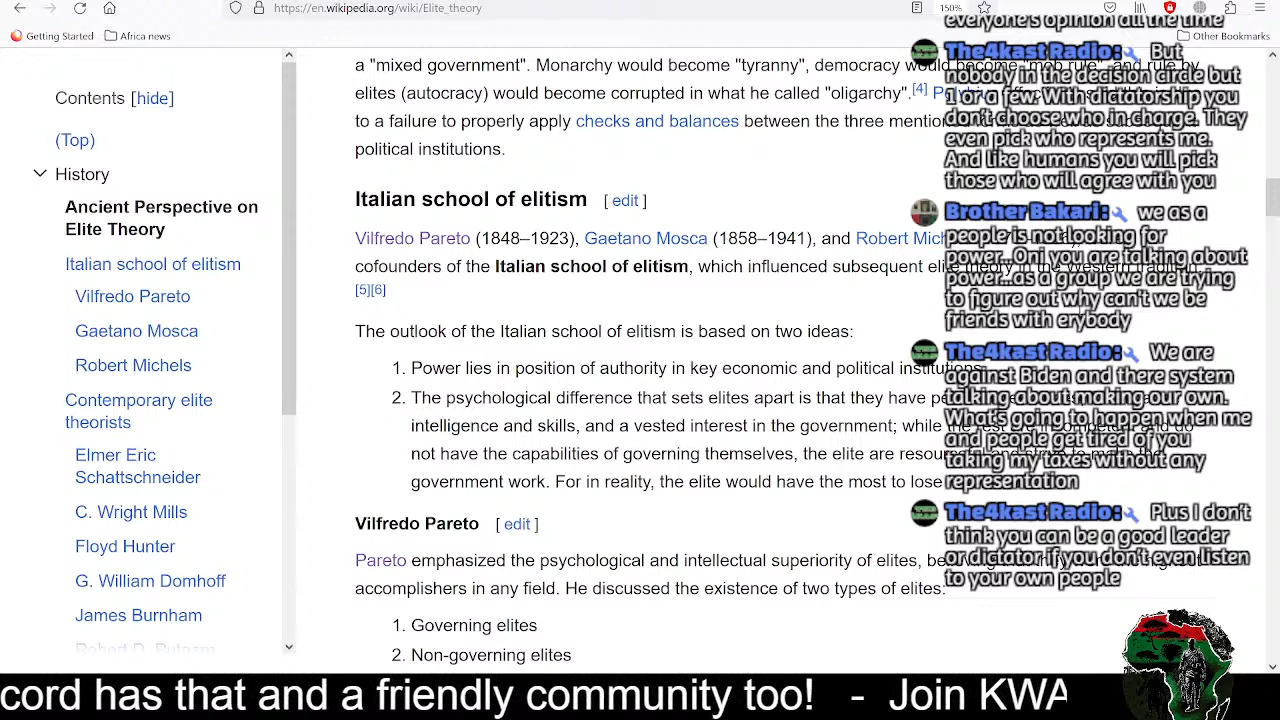 https://en.wikipedia.org/wiki/Elite_theory
150%
Getting Started
Africa news
Other Bookmarks
Contents [hide]
(Top)
History
Ancient Perspective on
Elite Theory
Italian school of elitism
Vilfredo Pareto
Gaetano Mosca
Robert Michels
Contemporary elite
theorists
Elmer Eric
Schattschneider
C. Wright Mills
Floyd Hunter
G. William Domhoff
James Burnham
Robert D. Putnam
a "mixed government". Monarchy would become "tyranny", democracy would become "mob rule", and rule by
elites (autocracy) would become corrupted in what he called "oligarchy".[4]
to a failure to properly apply checks and balances between the three
political institutions.
Italian school of elitism [ edit ]
Vilfredo Pareto (1848–1923), Gaetano Mosca (1858–1941), and Robert
cofounders of the Italian school of elitism, which influenced subsequent elite theory in the Western tradition.
[5][6]
The outlook of the Italian school of elitism is based on two ideas:
1. Power lies in position of authority in key economic and political institutions.
2. The psychological difference that sets elites apart is that they have
intelligence and skills, and a vested interest in the government; while the rest are incompetent and do
not have the capabilities of governing themselves, the elite are resourceful and strive to make the
government work. For in reality, the elite would have the most to lose
Vilfredo Pareto [ edit ]
Pareto emphasized the psychological and intellectual superiority of elites,
accomplishers in any field. He discussed the existence of two types of elites:
1. Governing elites
2. Non-governing elites
everyone's opinion all the time
The4kast Radio: But
nobody in the decision circle but
1 or a few. With dictatorship you
don't choose who in charge. They
even pick who represents me.
And like humans you will pick
those who will agree with you
Brother Bakari: we as a
people is not looking for
power...Oni you are talking about
power...as a group we are trying
to figure out why can't we be
friends with erybody
The4kast Radio: We are
against Biden and there system
talking about making our own.
What's going to happen when me
and people get tired of you
taking my taxes without any
representation
The4kast Radio: Plus I don't
think you can be a good leader
or dictator if you don't even listen
to your own people
cord has that and a friendly community too! - Join KWA